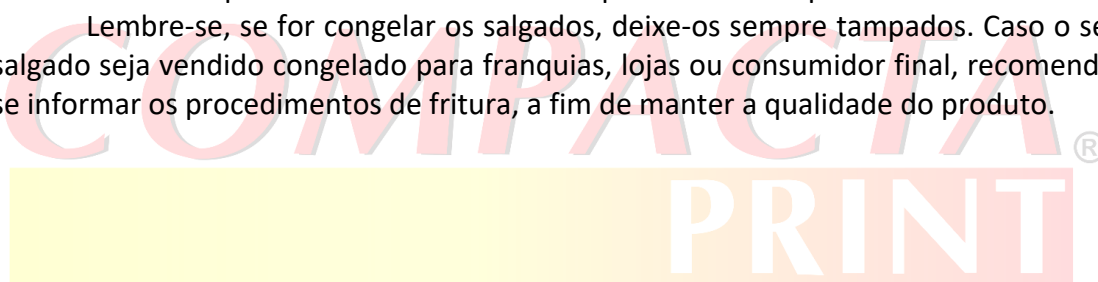 Lembre-se, se for congelar os salgados, deixe-os sempre tampados. Caso o se
salgado seja vendido congelado para franquias, lojas ou consumidor final, recomend
se informar os procedimentos de fritura, a fim de manter a qualidade do produto.
COMPACTA®
PRINT